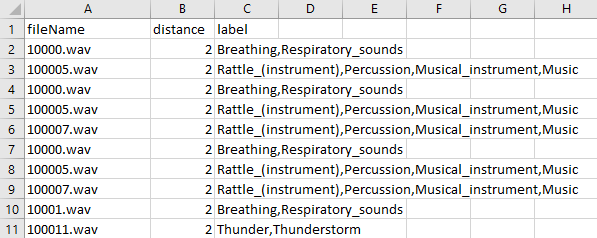 A B C D E F G H
1 fileName distance label
2 10000.wav 2 Breathing,Respiratory_sounds
3 100005.wav 2 Rattle_(instrument),Percussion,Musical_instrument,Music
4 10000.wav 2 Breathing,Respiratory_sounds
5 100005.wav 2 Rattle_(instrument),Percussion,Musical_instrument,Music
6 100007.wav 2 Rattle_(instrument),Percussion,Musical_instrument,Music
7 10000.wav 2 Breathing,Respiratory_sounds
8 100005.wav 2 Rattle_(instrument),Percussion,Musical_instrument,Music
9 100007.wav 2 Rattle_(instrument),Percussion,Musical_instrument,Music
10 10001.wav 2 Breathing,Respiratory_sounds
11 100011.wav 2 Thunder,Thunderstorm